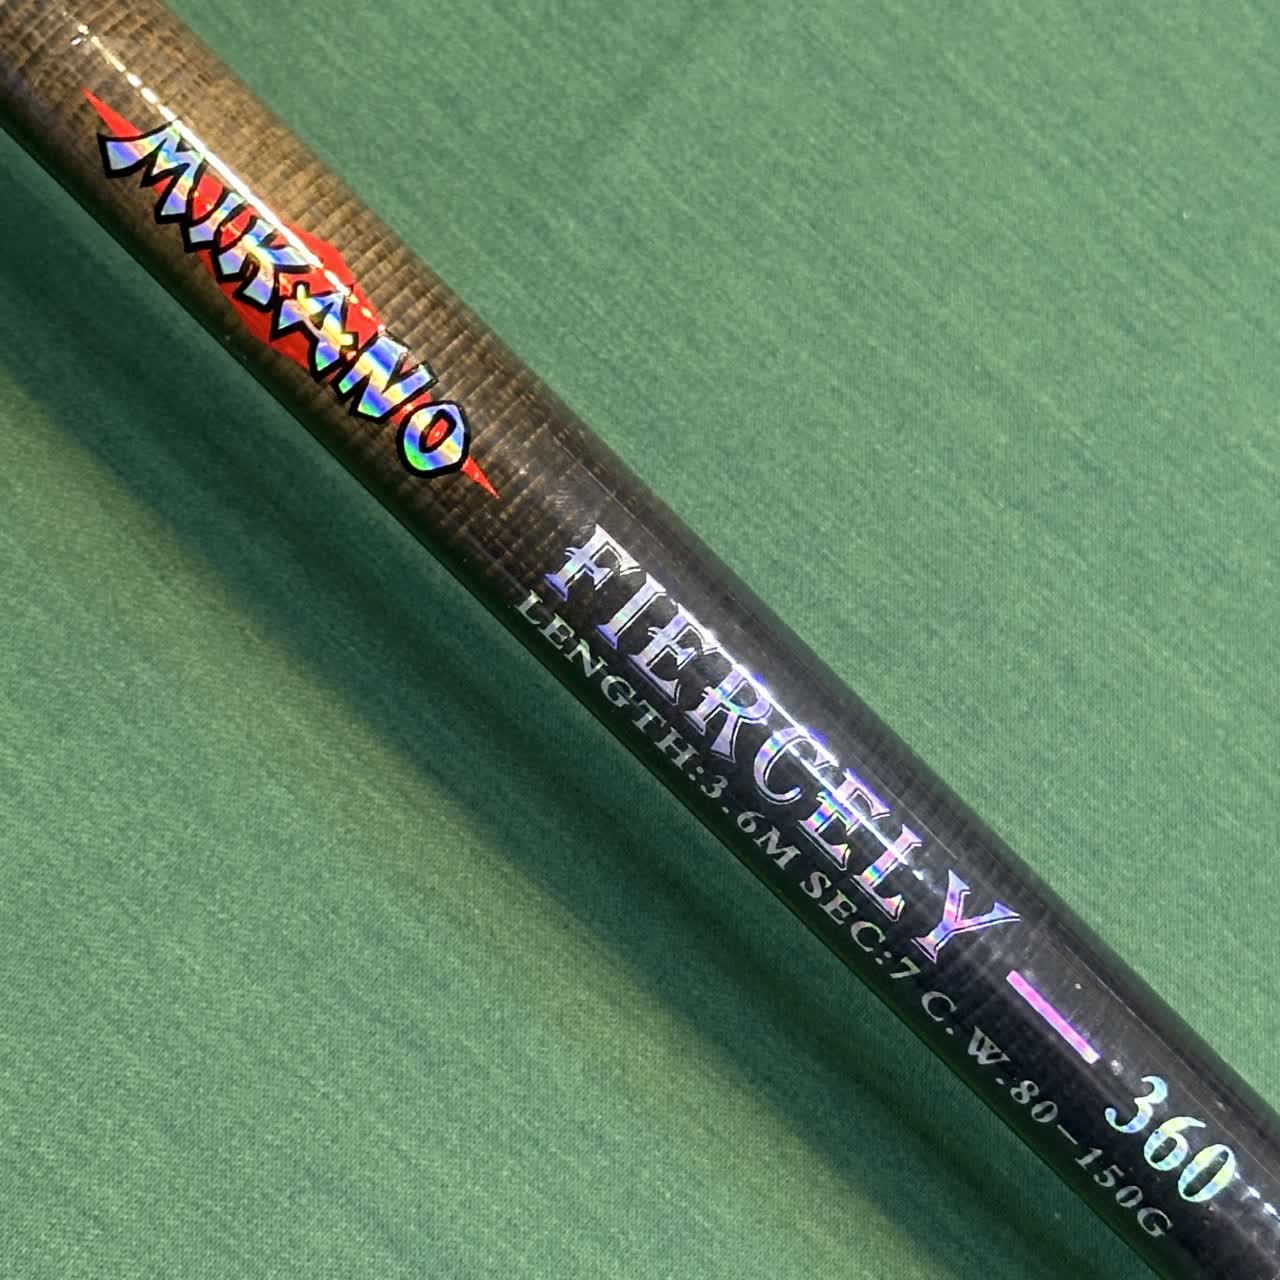 MIKANO
FIERCELY — 360
LENGTH:3.6M SEC:7 C.W.80-150G